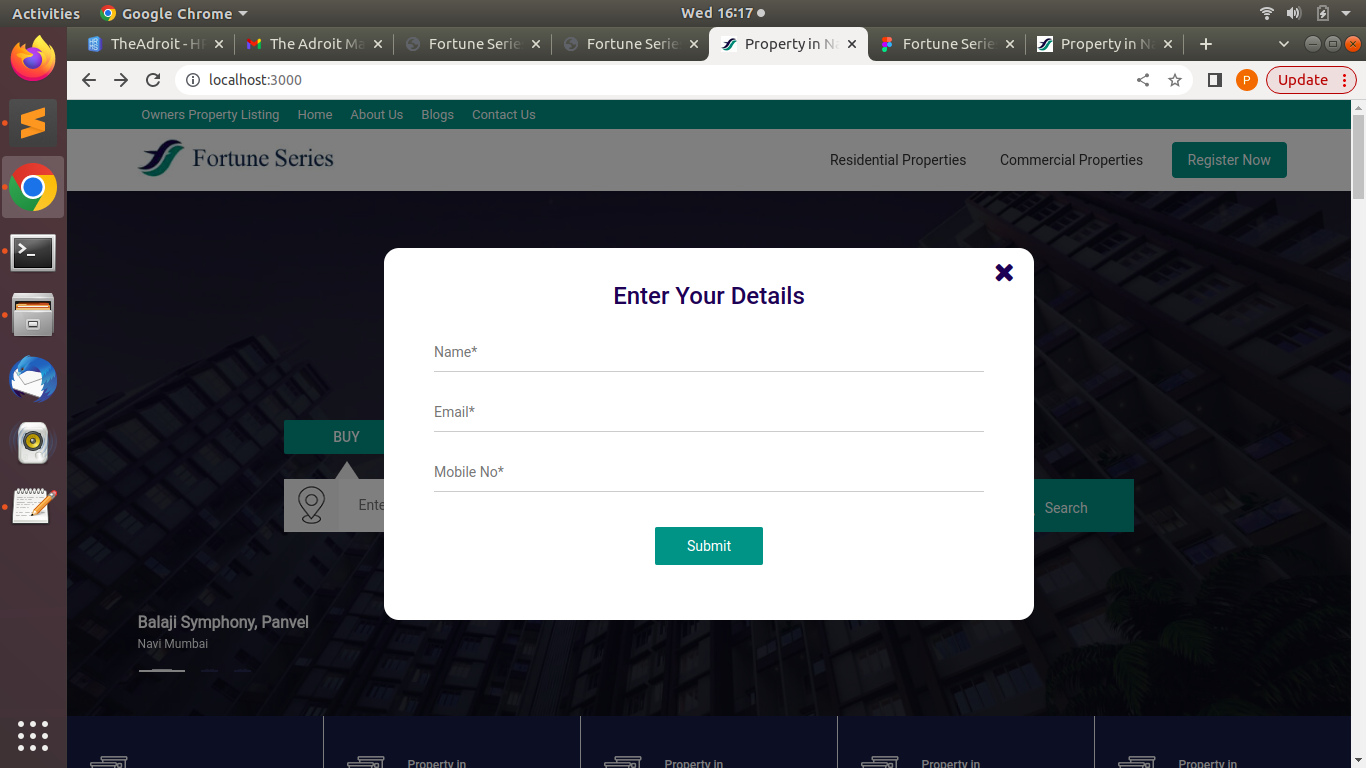 Activities Google Chrome Wed 16:17
TheAdroit - HR The Adroit Ma Fortune Serie Fortune Serie Property in Na Fortune Serie Property in Na
localhost:3000 P Update
Owners Property Listing Home About Us Blogs Contact Us
Fortune Series Residential Properties Commercial Properties Register Now
Enter Your Details
Name*
Email*
BUY
Mobile No*
Ente Search
Submit
Balaji Symphony, Panvel
Navi Mumbai
Property in Property in Property in Property in